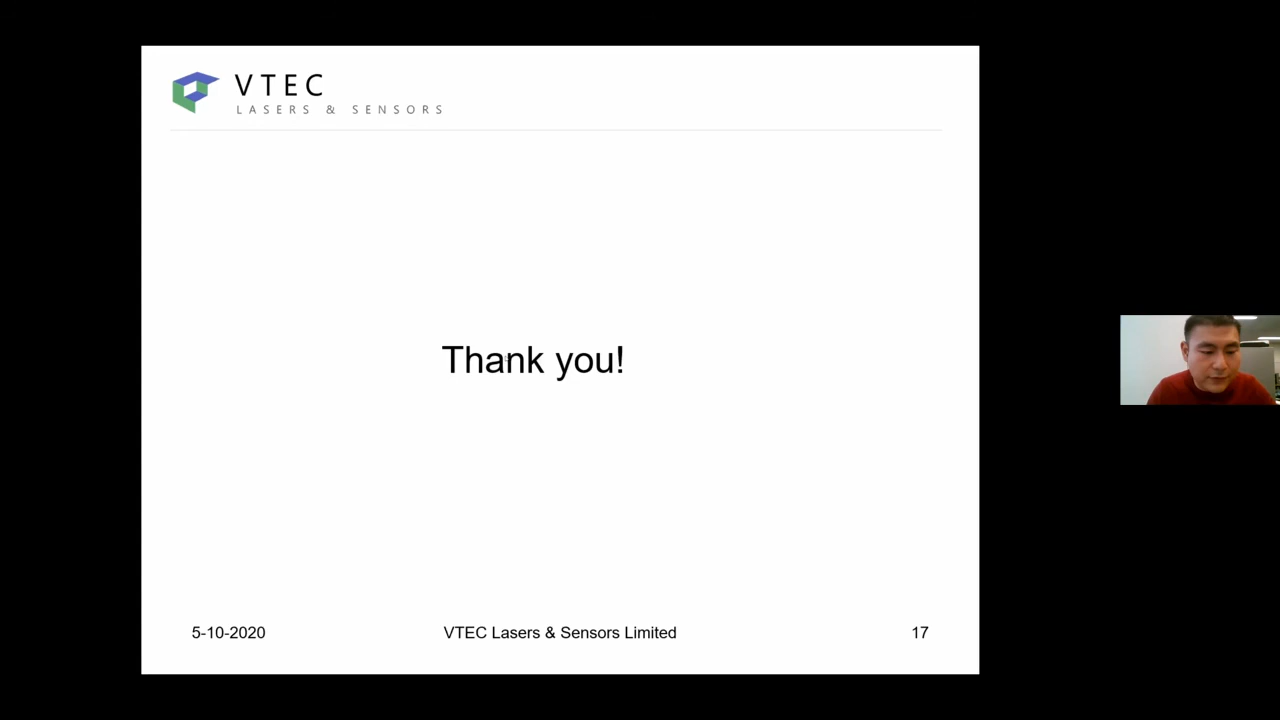 VTEC
LASERS & SENSORS
Thank you!
5-10-2020
VTEC Lasers & Sensors Limited
17